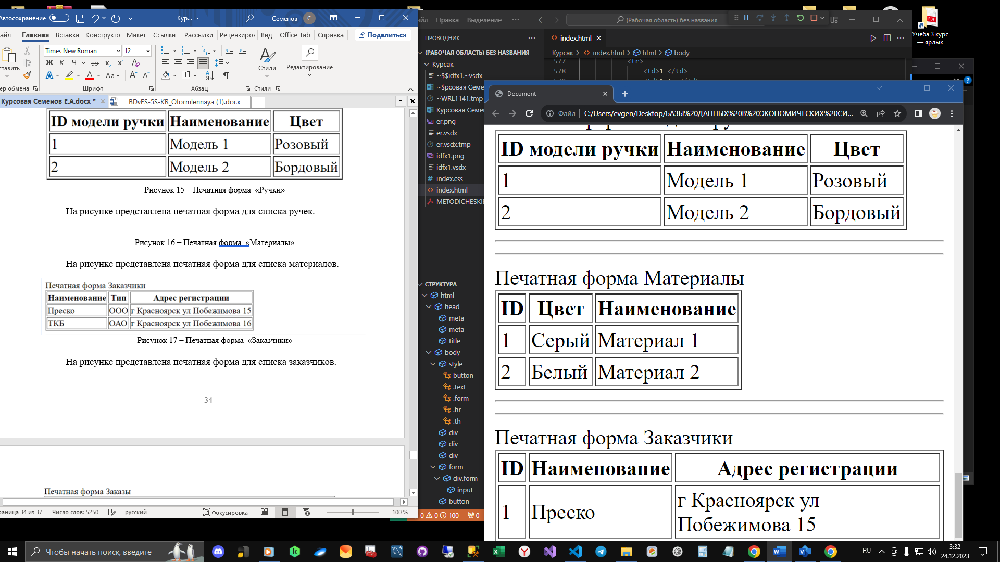 Автосохранение
Кур...
Семенов
С
айл
Главная
Вставка
Конструкто
Макет
Ссылки
Рассылки
Рецензиров
Вид
Office Tab
Справка
Поделиться
Times New Roman
12
Ж К Ч ab x₂ x²
А Aa
ставить
Стили
Редактирование
ер обмена
Шрифт
Абзац
Стили
Курсовая Семенов Е.А.docx *
BDvES-5S-KR_Oformlennaya (1).docx
ID модели ручки Наименование Цвет
1 Модель 1 Розовый
2 Модель 2 Бордовый
Рисунок 15 – Печатная форма «Ручки»
На рисунке представлена печатная форма для списка ручек.
Рисунок 16 – Печатная форма «Материалы»
На рисунке представлена печатная форма для списка материалов.
Печатная форма Заказчики
Наименование Тип Адрес регистрации
Преско ООО г Красноярск ул Побежимова 15
ТКБ ОАО г Красноярск ул Побежимова 16
Рисунок 17 – Печатная форма «Заказчики»
На рисунке представлена печатная форма для списка заказчиков.
34
Печатная форма Заказы
раница 34 из 37
Число слов: 5250
русский
Фокусировка
100 %
йл
Правка
Выделение
(Рабочая область) без названия
ПРОВОДНИК
(РАБОЧАЯ ОБЛАСТЬ) БЕЗ НАЗВАНИЯ
Курсак
~$$idfx1.~vsdx
~$рсовая Семе
~WRL1141.tmp
Курсовая Семе
er.png
er.vsdx
er.vsdx.tmp
idfx1.png
idfx1.vsdx
index.css
index.html
METODICHESKIE
СТРУКТУРА
html
head
meta
meta
title
body
style
button
.text
.form
.hr
.th
div
div
div
form
div.form
input
button
0 0 100 0
index.html
Курсак > index.html > html > body
577 <tr>
578 <td>1 </td>
Document
Файл
C:/Users/evgen/Desktop/БАЗЫ%20ДАННЫХ%20В%20ЭКОНОМИЧЕСКИХ%20СИ...
ID модели ручки Наименование Цвет
1 Модель 1 Розовый
2 Модель 2 Бордовый
Печатная форма Материалы
ID Цвет Наименование
1 Серый Материал 1
2 Белый Материал 2
Печатная форма Заказчики
ID Наименование Адрес регистрации
1 Преско г Красноярск ул
Побежимова 15
PDF
Учеба 3 курс
— ярлык
Чтобы начать поиск, введите
RU
3:32
24.12.2023